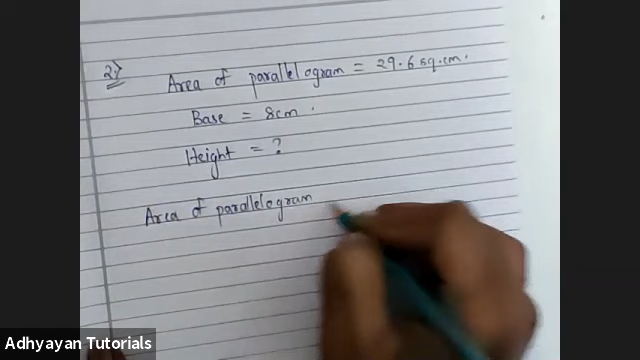 2) Area of parallelogram = 29.6 sq.cm.
Base = 8cm.
Height = ?
Area of parallelogram
Adhyayan Tutorials